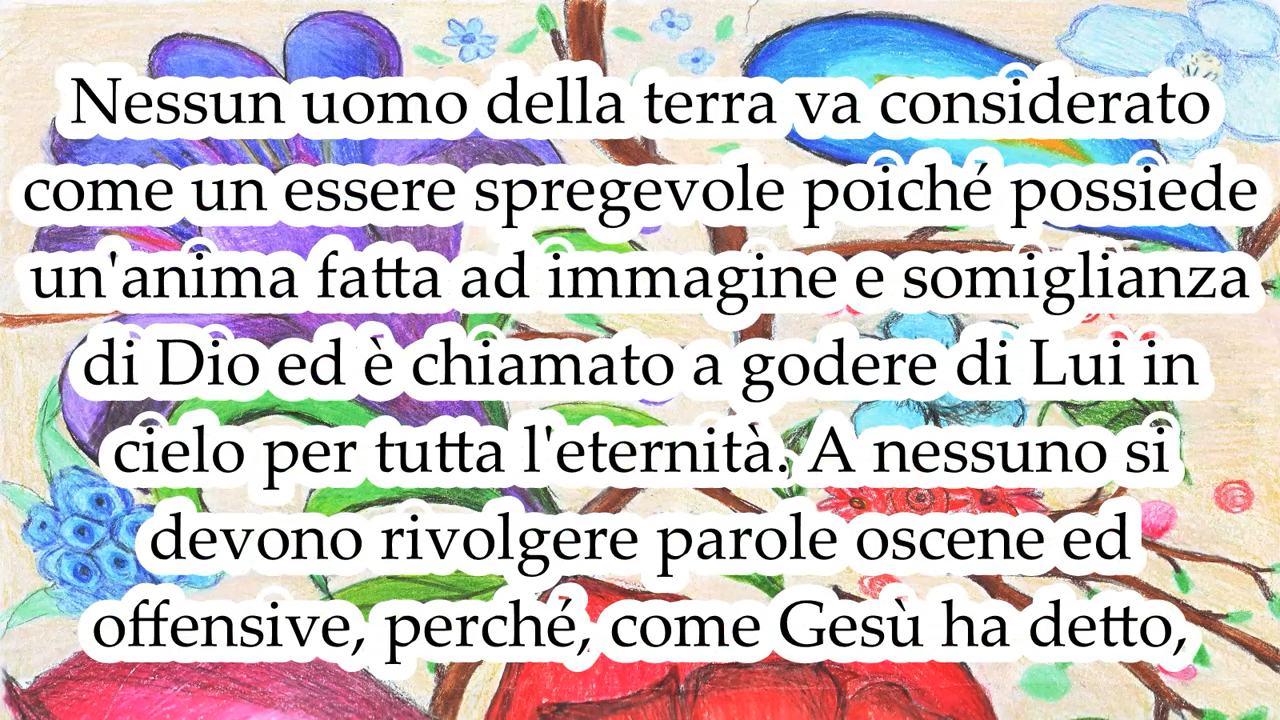 Nessun uomo della terra va considerato
come un essere spregevole poiché possiede
un'anima fatta ad immagine e somiglianza
di Dio ed è chiamato a godere di Lui in
cielo per tutta l'eternità. A nessuno si
devono rivolgere parole oscene ed
offensive, perché, come Gesù ha detto,